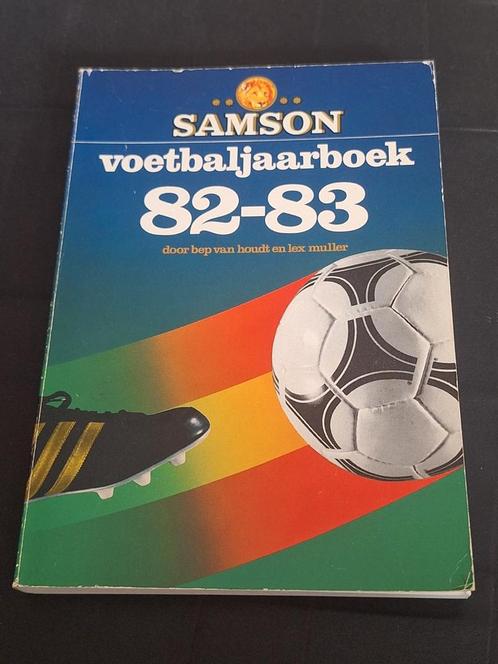 SAMSON
voetbaljaarboek
82-83
door bep van houdt en lex muller